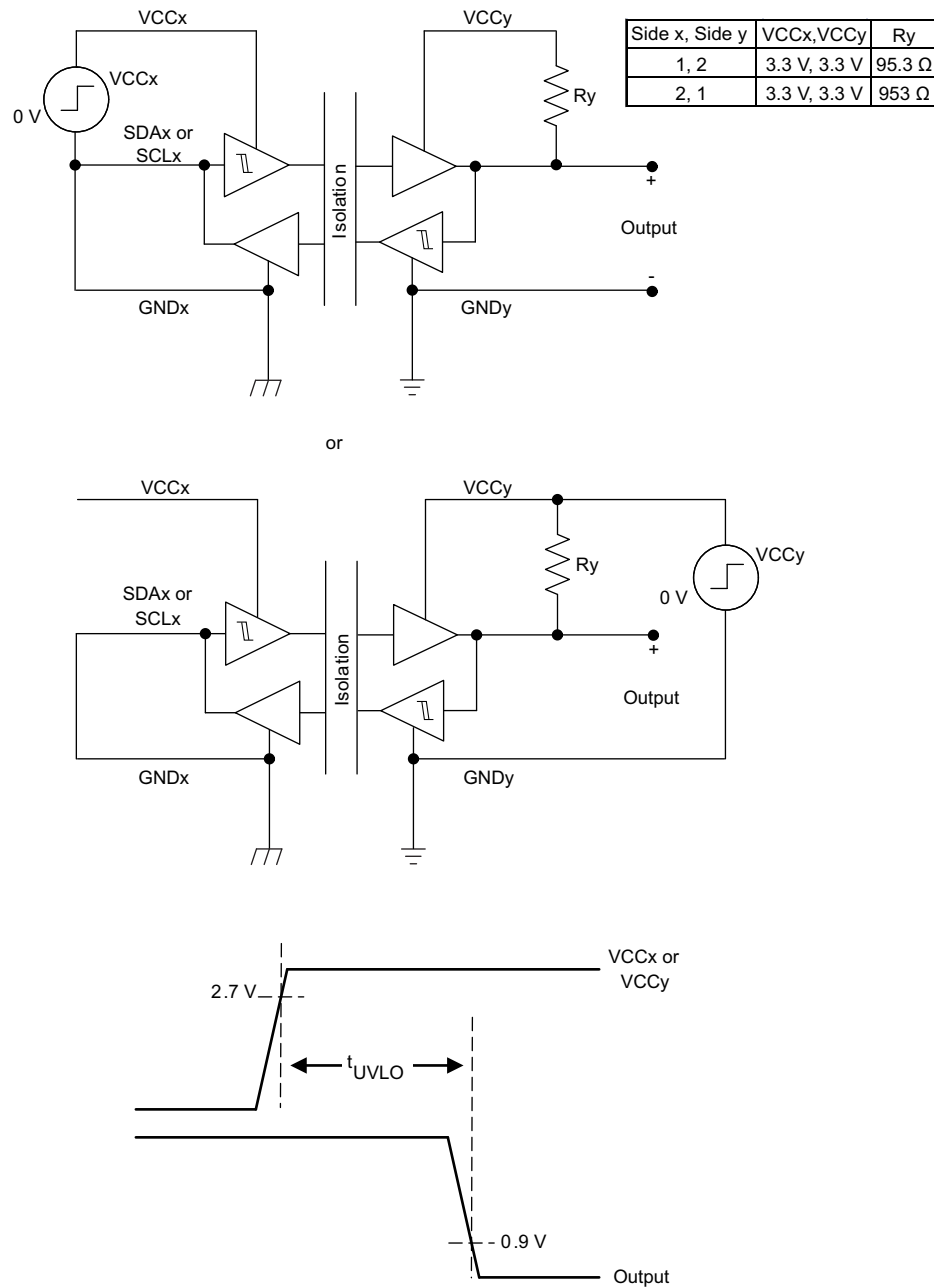 VCCx
VCCy
VCCx
0 V
SDAx or
SCLx
Isolation
Ry
+
Output
-
GNDx
GNDy
Side x, Side y VCCx,VCCy Ry
1, 2 3.3 V, 3.3 V 95.3 Ω
2, 1 3.3 V, 3.3 V 953 Ω
or
VCCx
VCCy
SDAx or
SCLx
Isolation
Ry
VCCy
0 V
+
Output
GNDx
GNDy
VCCx or
VCCy
2.7 V
tUVLO
0.9 V
Output